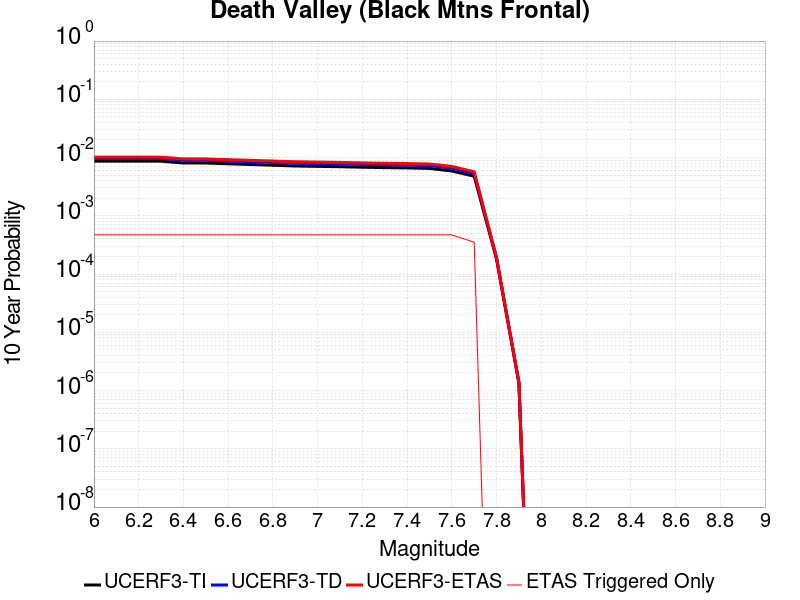 Death Valley (Black Mtns Frontal)
10^0
10^-1
10^-2
10^-3
10^-4
10^-5
10^-6
10^-7
10^-8
10 Year Probability
6 6.2 6.4 6.6 6.8 7 7.2 7.4 7.6 7.8 8 8.2 8.4 8.6 8.8 9
Magnitude
UCERF3-TI UCERF3-TD UCERF3-ETAS ETAS Triggered Only